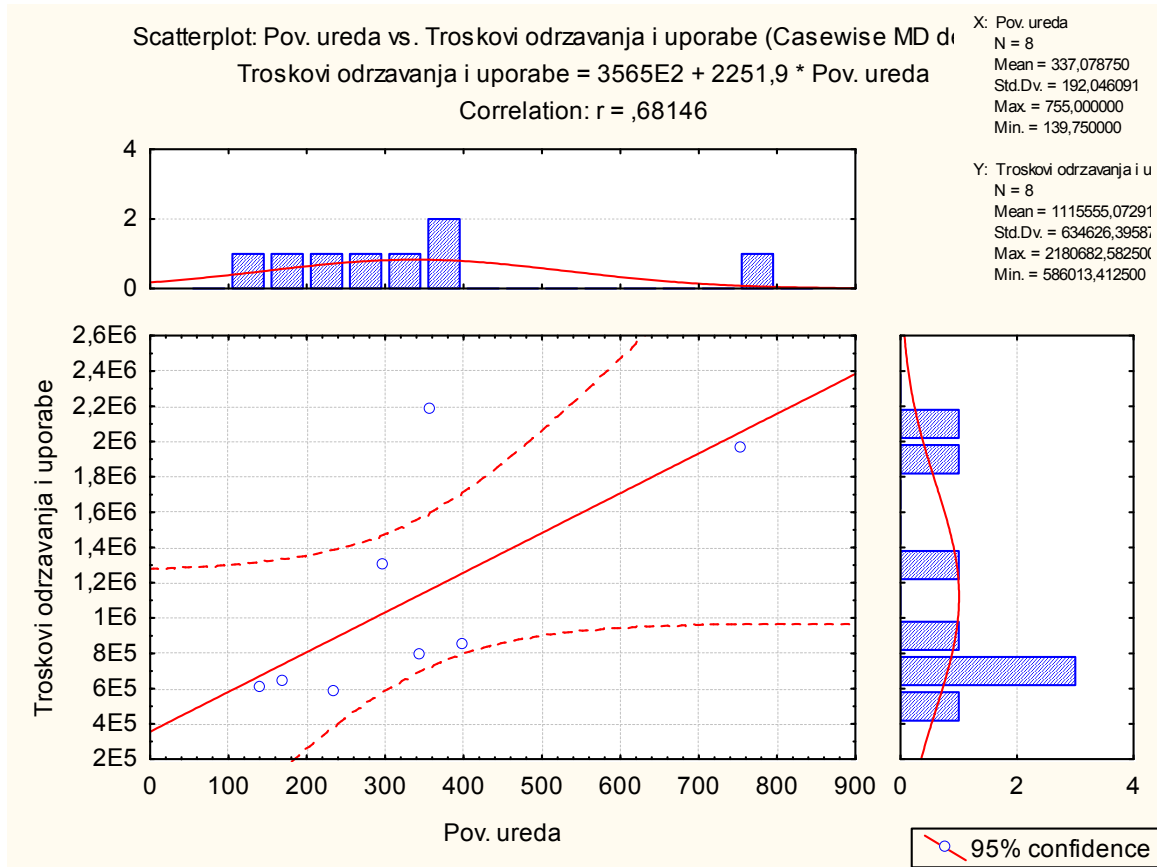 Scatterplot: Pov. ureda vs. Troskovi odrzavanja i uporabe (Casewise MD de
Troskovi odrzavanja i uporabe = 3565E2 + 2251,9 * Pov. ureda
Correlation: r = ,68146
X: Pov. ureda
N = 8
Mean = 337,078750
Std.Dv. = 192,046091
Max. = 755,000000
Min. = 139,750000
Y: Troskovi odrzavanja i u
N = 8
Mean = 1115555,07291
Std.Dv. = 634626,39587
Max. = 2180682,58250
Min. = 586013,412500
4
2
0
2,6E6
2,4E6
2,2E6
2E6
1,8E6
1,6E6
1,4E6
1,2E6
1E6
8E5
6E5
4E5
2E5
Troskovi odrzavanja i uporabe
0 100 200 300 400 500 600 700 800 900
Pov. ureda
0 2 4
95% confidence